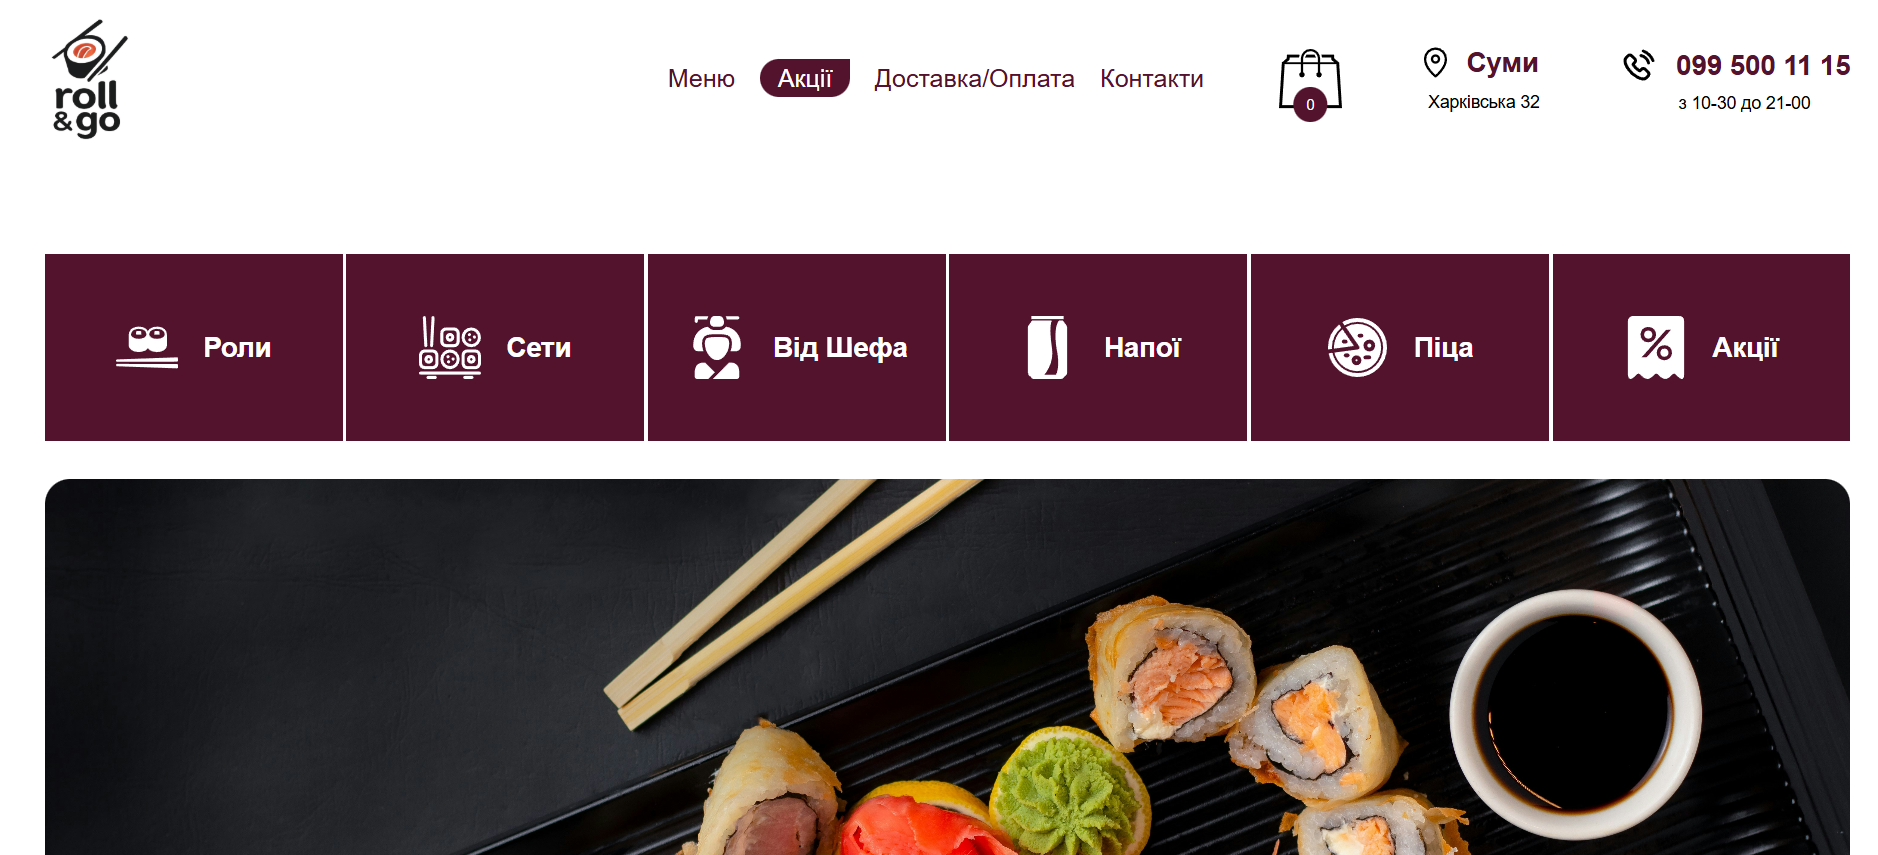 roll
&go
Меню Акції Доставка/Оплата Контакти
0
Суми
Харківська 32
099 500 11 15
з 10-30 до 21-00
Роли
Сети
Від Шефа
Напої
Піца
%
Акції